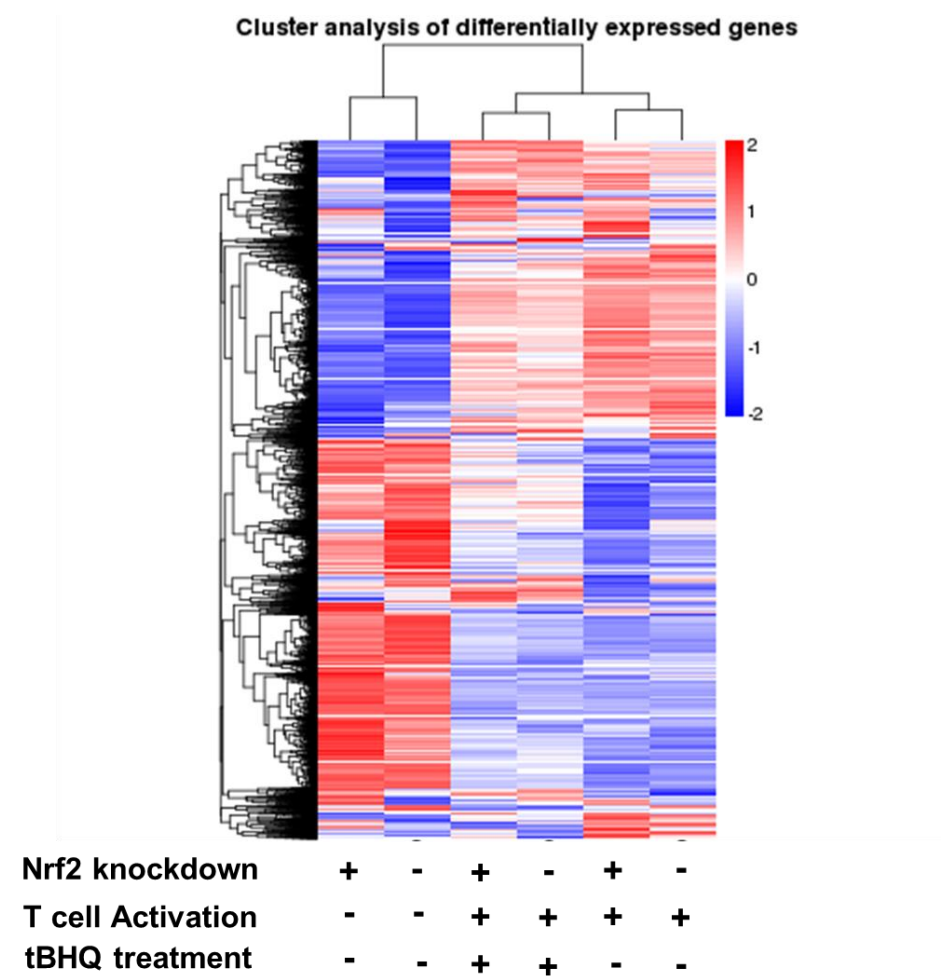 Cluster analysis of differentially expressed genes
2
1
0
-1
-2
Nrf2 knockdown + - + - + -
T cell Activation - - + + + +
tBHQ treatment - - + + - -